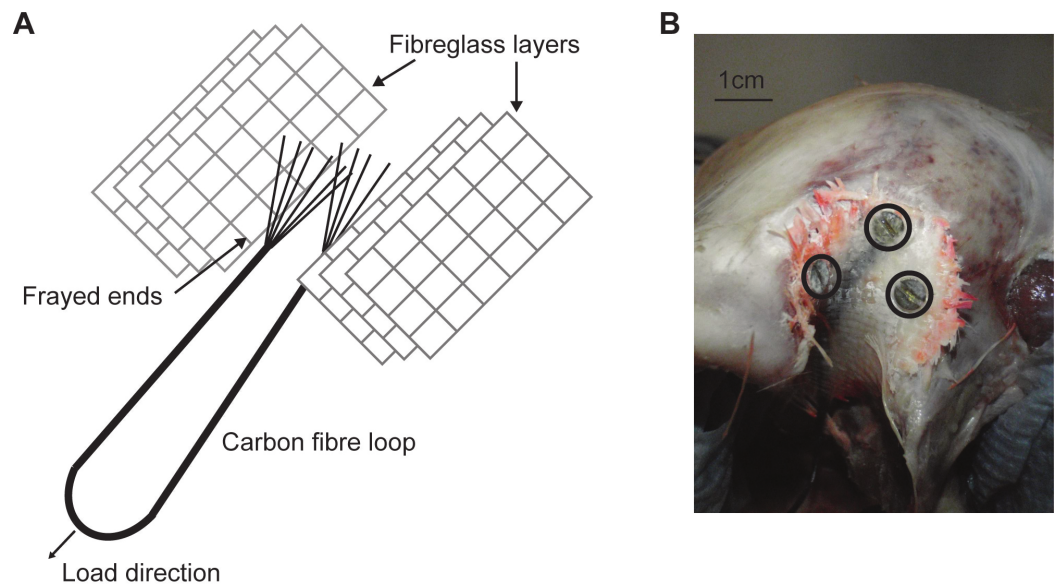 A
Fibreglass layers
Frayed ends
Carbon fibre loop
Load direction
B
1cm